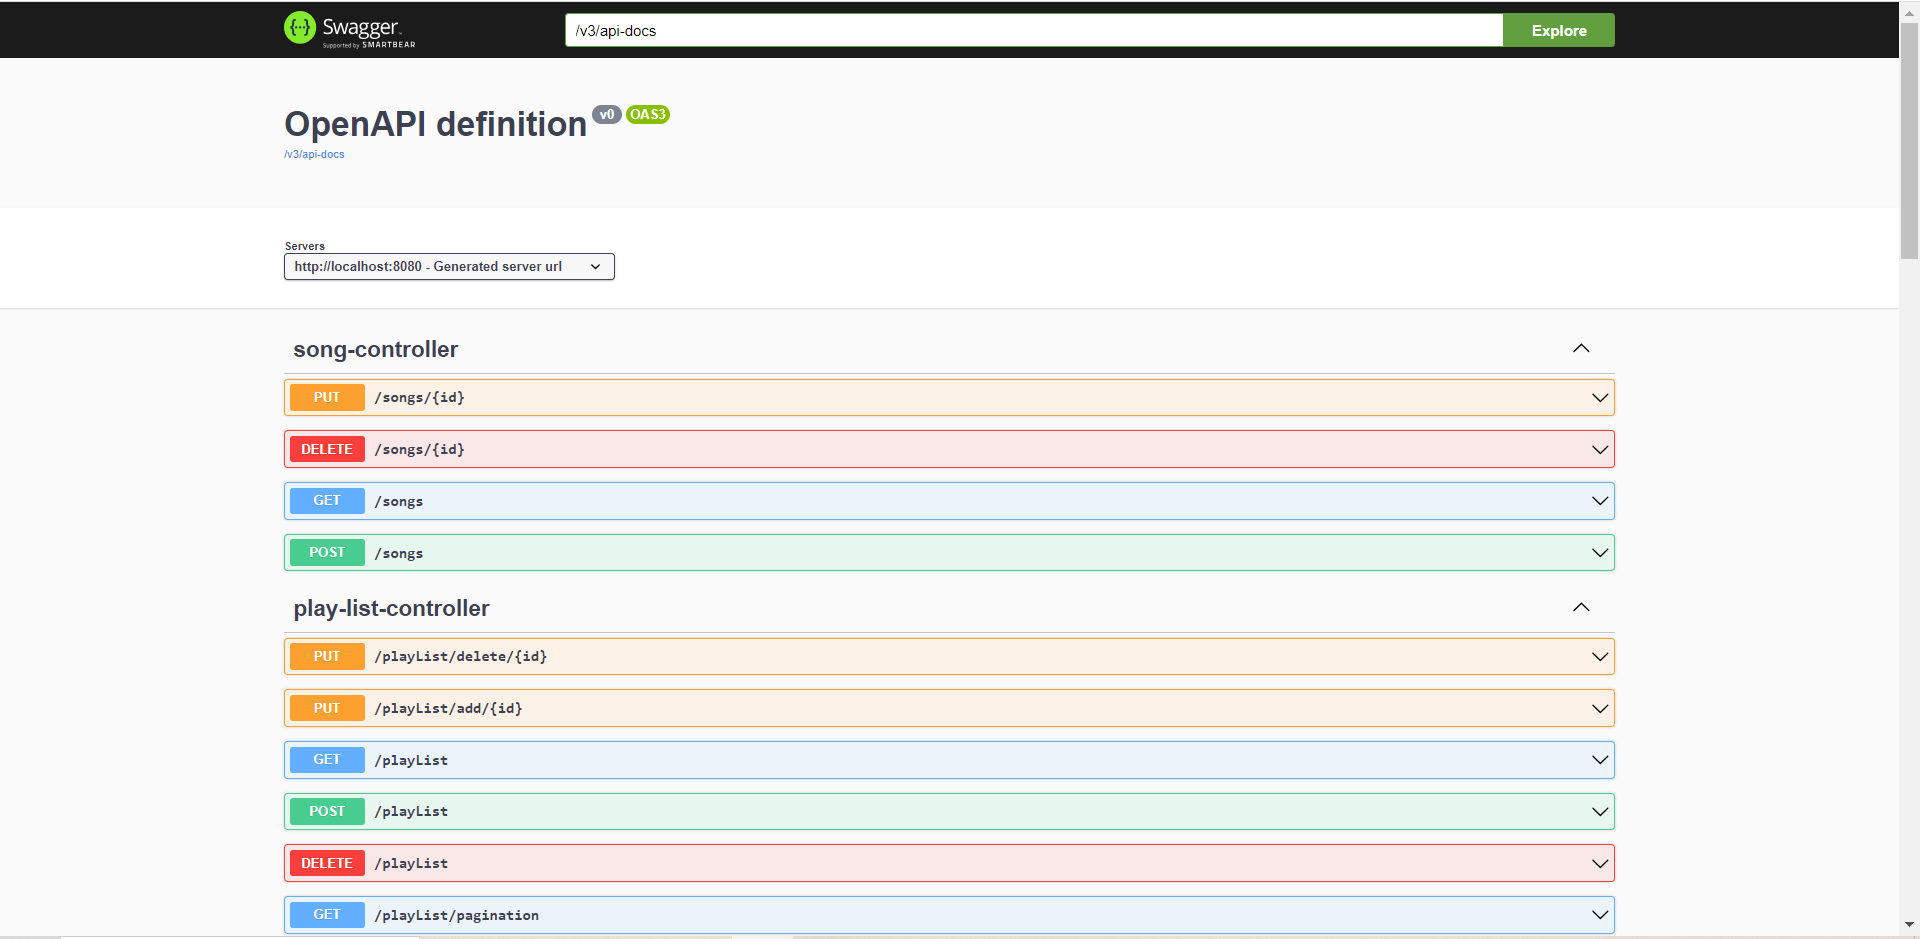 Swagger
Supported by SMARTBEAR
/v3/api-docs
Explore
OpenAPI definition v0 OAS3
/v3/api-docs
Servers
http://localhost:8080 - Generated server url
song-controller
PUT /songs/{id}
DELETE /songs/{id}
GET /songs
POST /songs
play-list-controller
PUT /playList/delete/{id}
PUT /playList/add/{id}
GET /playList
POST /playList
DELETE /playList
GET /playList/pagination